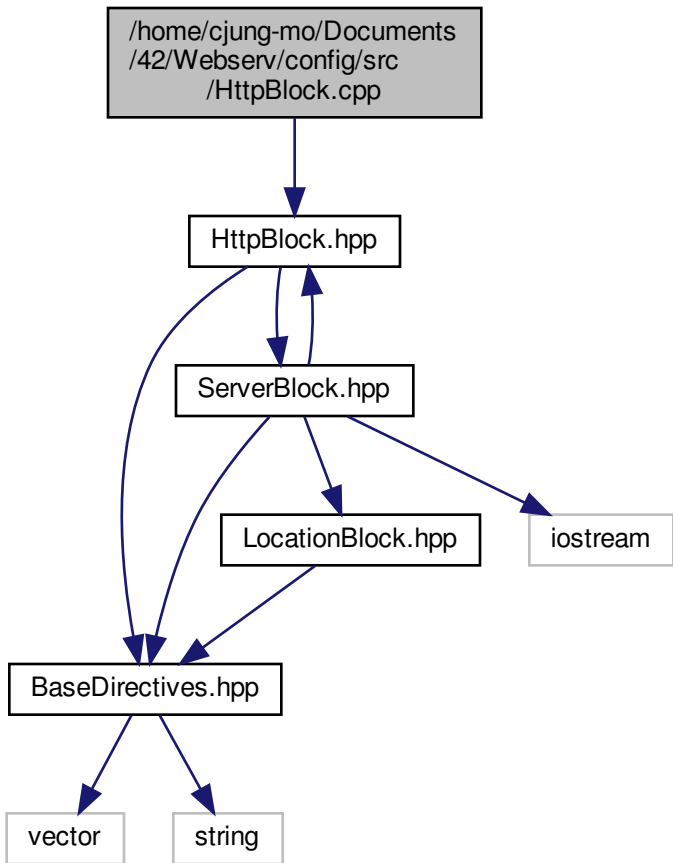 /home/cjung-mo/Documents
/42/Webserv/config/src
/HttpBlock.cpp
HttpBlock.hpp
ServerBlock.hpp
LocationBlock.hpp
iostream
BaseDirectives.hpp
vector
string